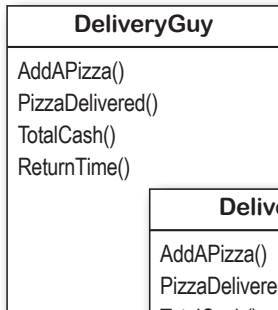 DeliveryGuy
AddAPizza()
PizzaDelivered()
TotalCash()
ReturnTime()
AddAPizza()